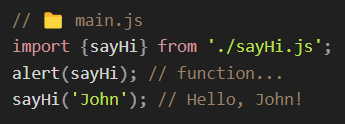 // 📁 main.js
import {sayHi} from './sayHi.js';
alert(sayHi); // function...
sayHi('John'); // Hello, John!